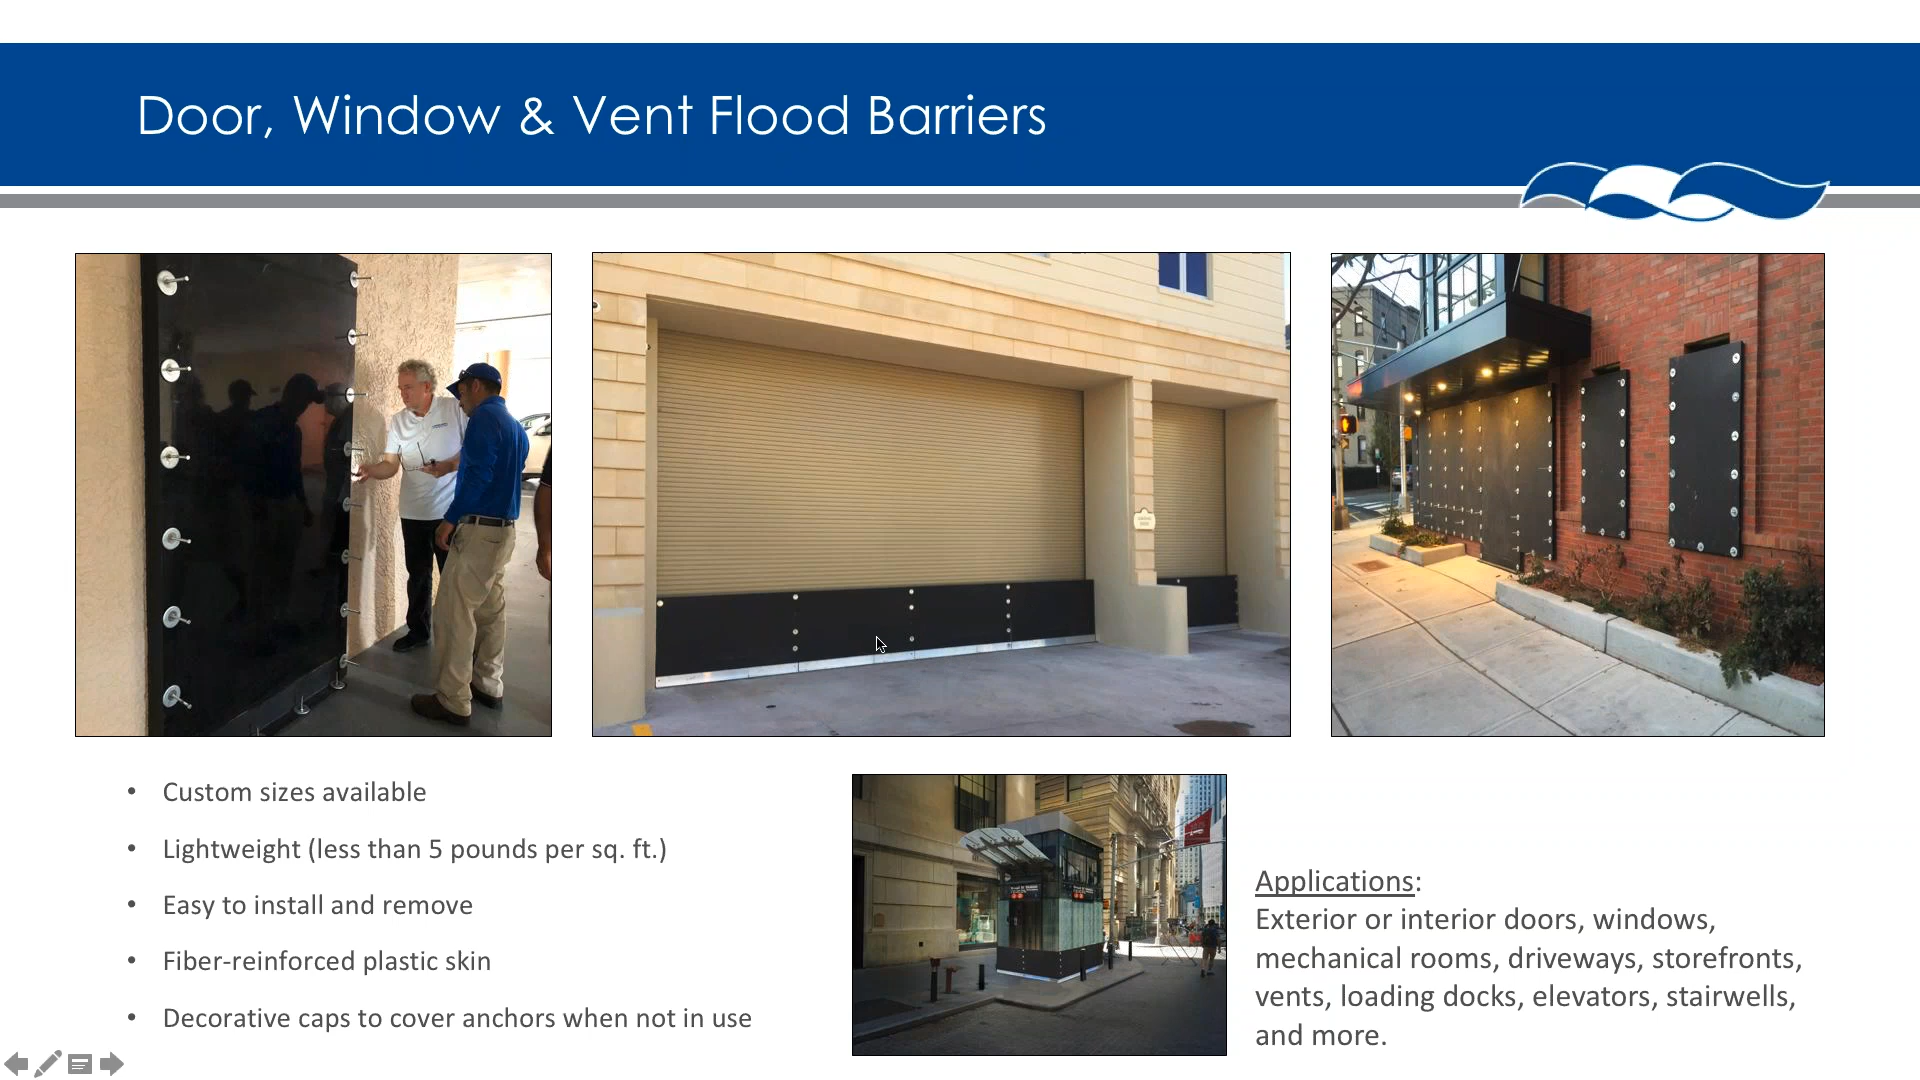 Door, Window & Vent Flood Barriers
• Custom sizes available
• Lightweight (less than 5 pounds per sq. ft.)
• Easy to install and remove
• Fiber-reinforced plastic skin
• Decorative caps to cover anchors when not in use
Applications:
Exterior or interior doors, windows,
mechanical rooms, driveways, storefronts,
vents, loading docks, elevators, stairwells,
and more.